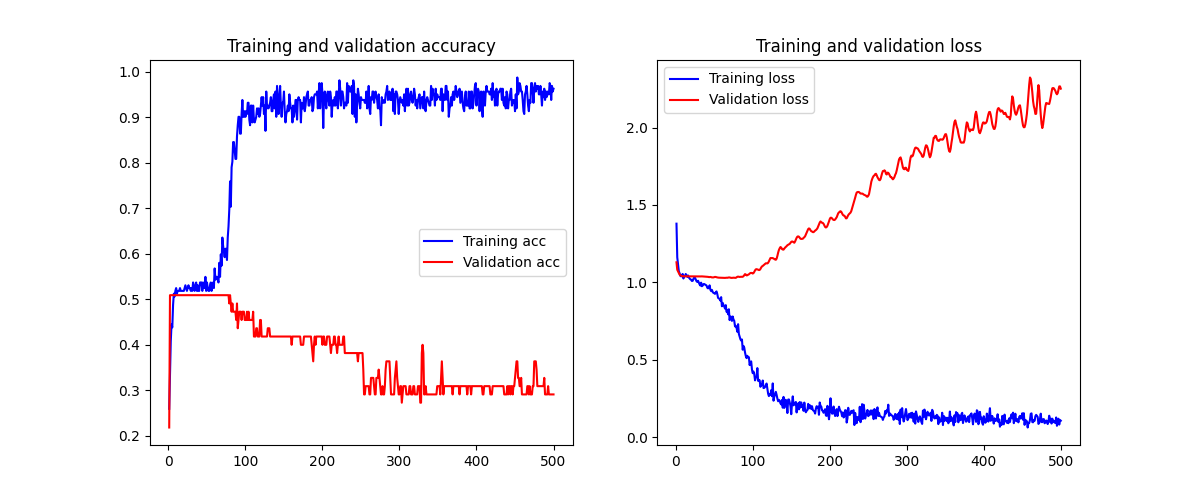 Training and validation accuracy
1.0
0.9
0.8
0.7
0.6
0.5
0.4
0.3
0.2
Training acc
Validation acc
0 100 200 300 400 500
Training and validation loss
Training loss
Validation loss
2.0
1.5
1.0
0.5
0.0
0 100 200 300 400 500